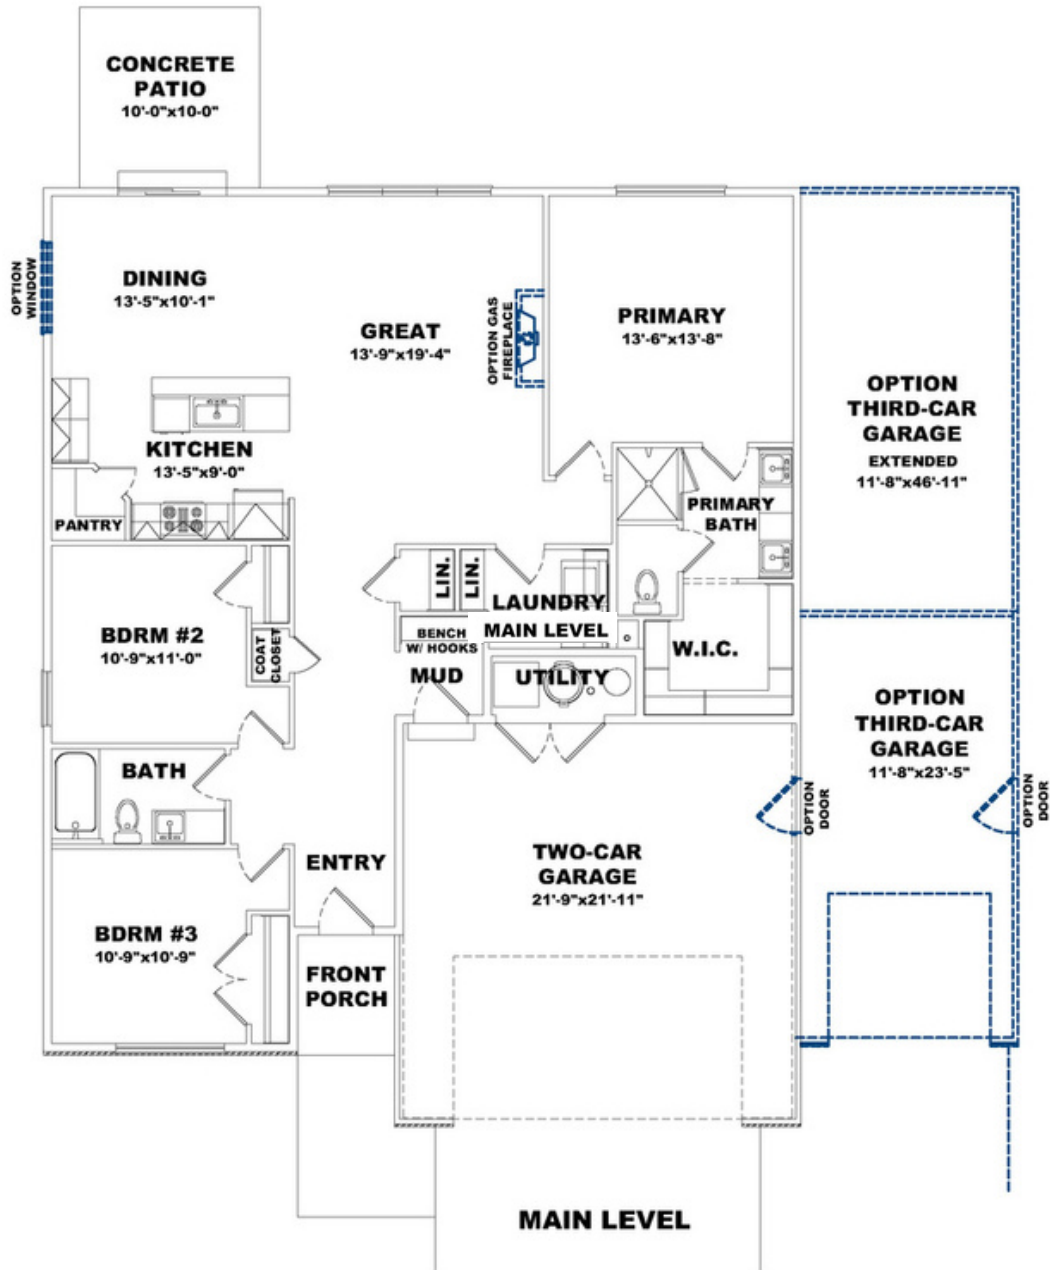 CONCRETE
PATIO
10'-0"x10-0"
OPTION
WINDOW
DINING
13'-5"x10'-1"
GREAT
13'-9"x19'-4"
OPTION GAS
FIREPLACE
PRIMARY
13'-6"x13'-8"
OPTION
THIRD-CAR
GARAGE
EXTENDED
11'-8"x46'-11"
KITCHEN
13'-5"x9'-0"
PANTRY
PRIMARY
BATH
LIN.
LIN.
LAUNDRY
MAIN LEVEL
BENCH
W/ HOOKS
MUD
UTILITY
W.I.C.
BDRM #2
10'-9"x11'-0"
COAT
CLOSET
OPTION
THIRD-CAR
GARAGE
11'-8"x23'-5"
BATH
OPTION
DOOR
OPTION
DOOR
ENTRY
TWO-CAR
GARAGE
21'-9"x21'-11"
BDRM #3
10'-9"x10'-9"
FRONT
PORCH
MAIN LEVEL